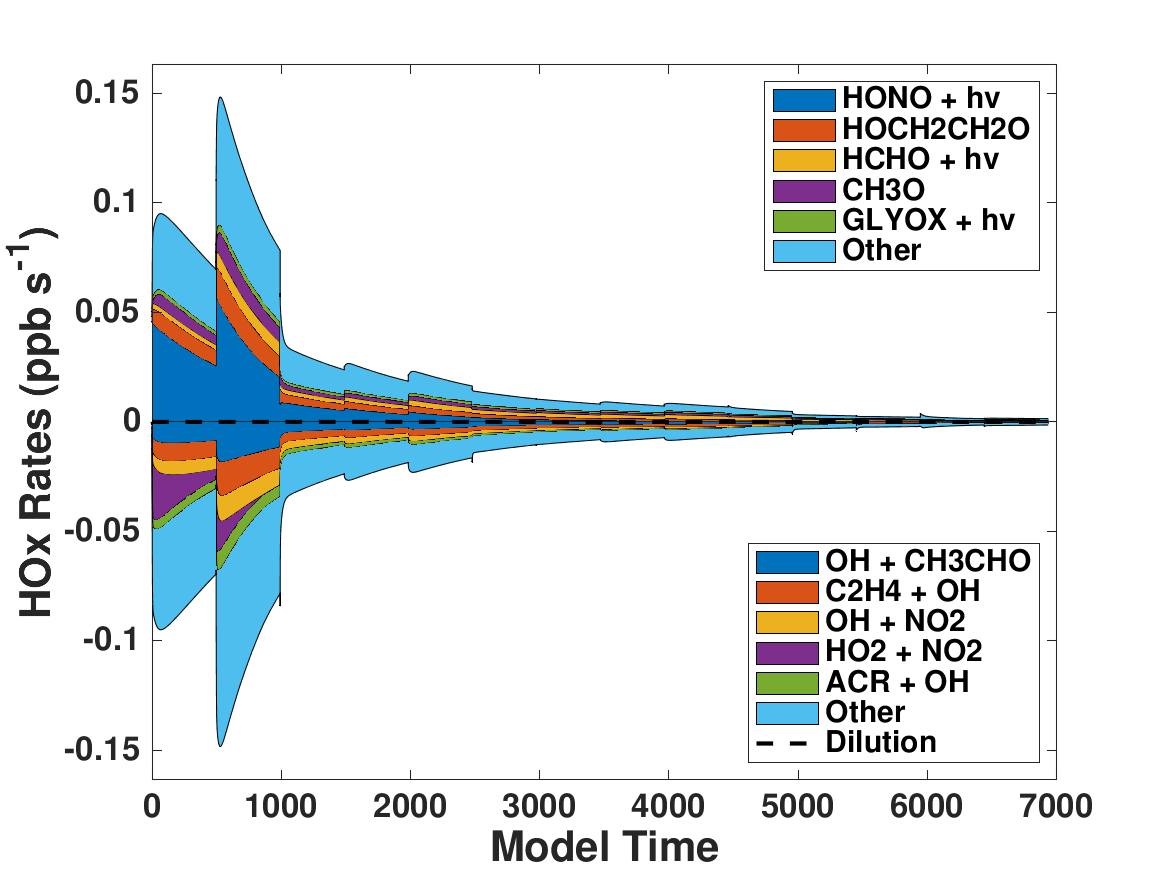 HOx Rates (ppb s-1)
0.15
0.1
0.05
0
-0.05
-0.1
-0.15
HONO + hv
HOCH2CH2O
HCHO + hv
CH3O
GLYOX + hv
Other
OH + CH3CHO
C2H4 + OH
OH + NO2
HO2 + NO2
ACR + OH
Other
Dilution
0 1000 2000 3000 4000 5000 6000 7000
Model Time